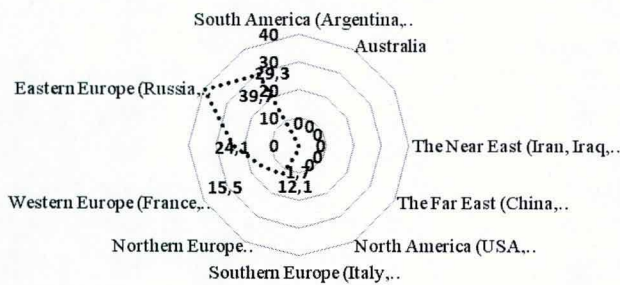 South America (Argentina,..
40
Australia
30
29,3
20
Eastern Europe (Russia,..
39,7
10
0
0
0
24,1
0
0
The Near East (Iran, Iraq,..
0
0
1,7
15,5
12,1
Western Europe (France,..
The Far East (China,..
Northern Europe..
North America (USA,..
Southern Europe (Italy,..